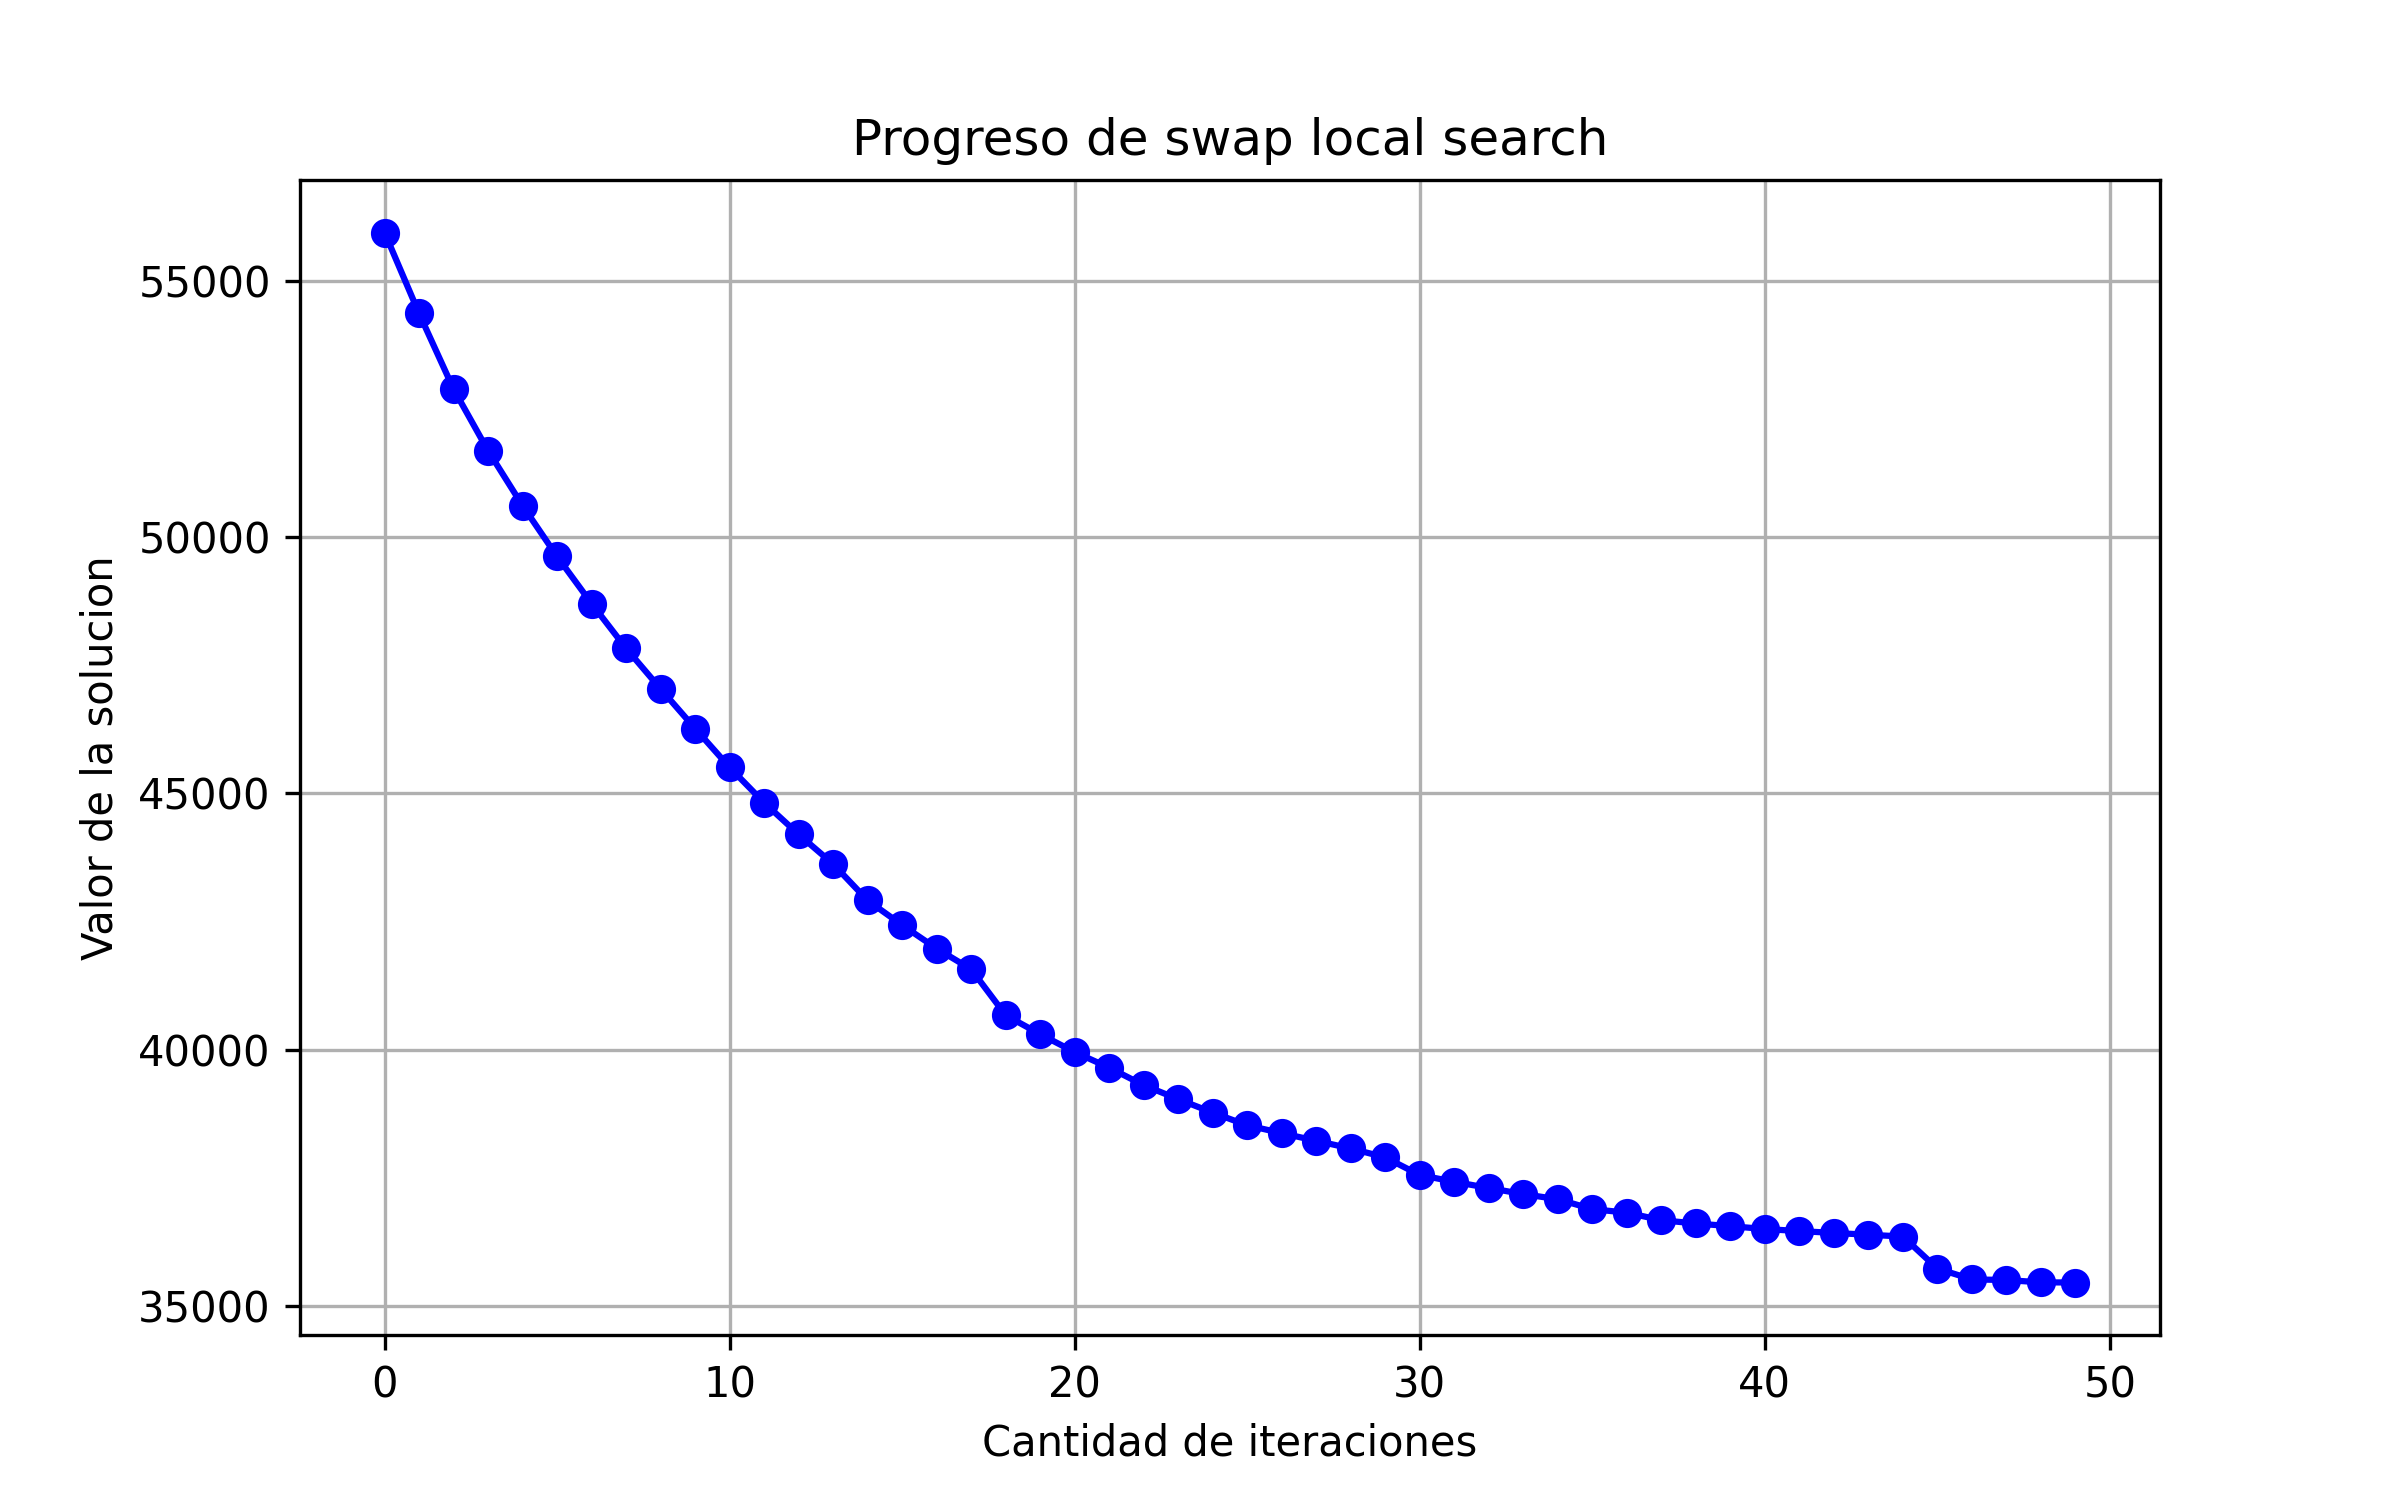 Progreso de swap local search
Valor de la solucion
55000
50000
45000
40000
35000
0 10 20 30 40 50
Cantidad de iteraciones